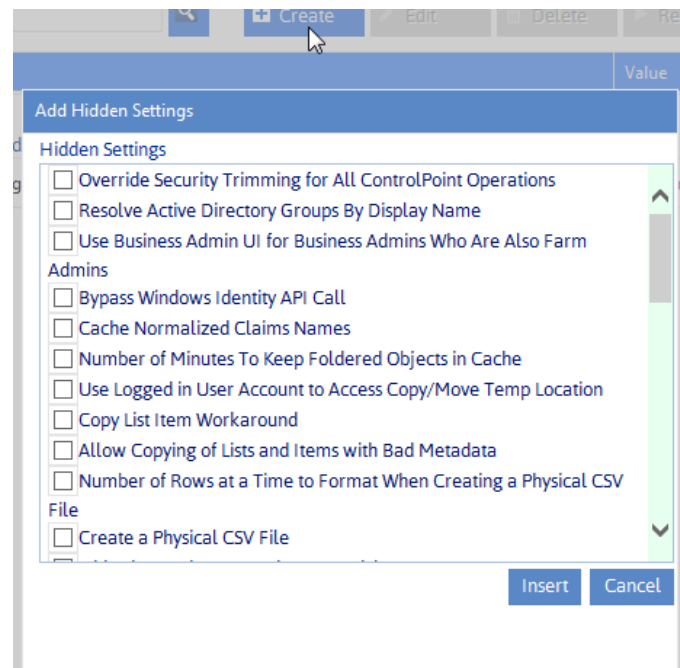 Create
Edit
Delete
Re
Value
Add Hidden Settings
d
Hidden Settings
g
Override Security Trimming for All ControlPoint Operations
Resolve Active Directory Groups By Display Name
Use Business Admin UI for Business Admins Who Are Also Farm
Admins
Bypass Windows Identity API Call
Cache Normalized Claims Names
Number of Minutes To Keep Foldered Objects in Cache
Use Logged in User Account to Access Copy/Move Temp Location
Copy List Item Workaround
Allow Copying of Lists and Items with Bad Metadata
Number of Rows at a Time to Format When Creating a Physical CSV
File
Create a Physical CSV File
Insert
Cancel